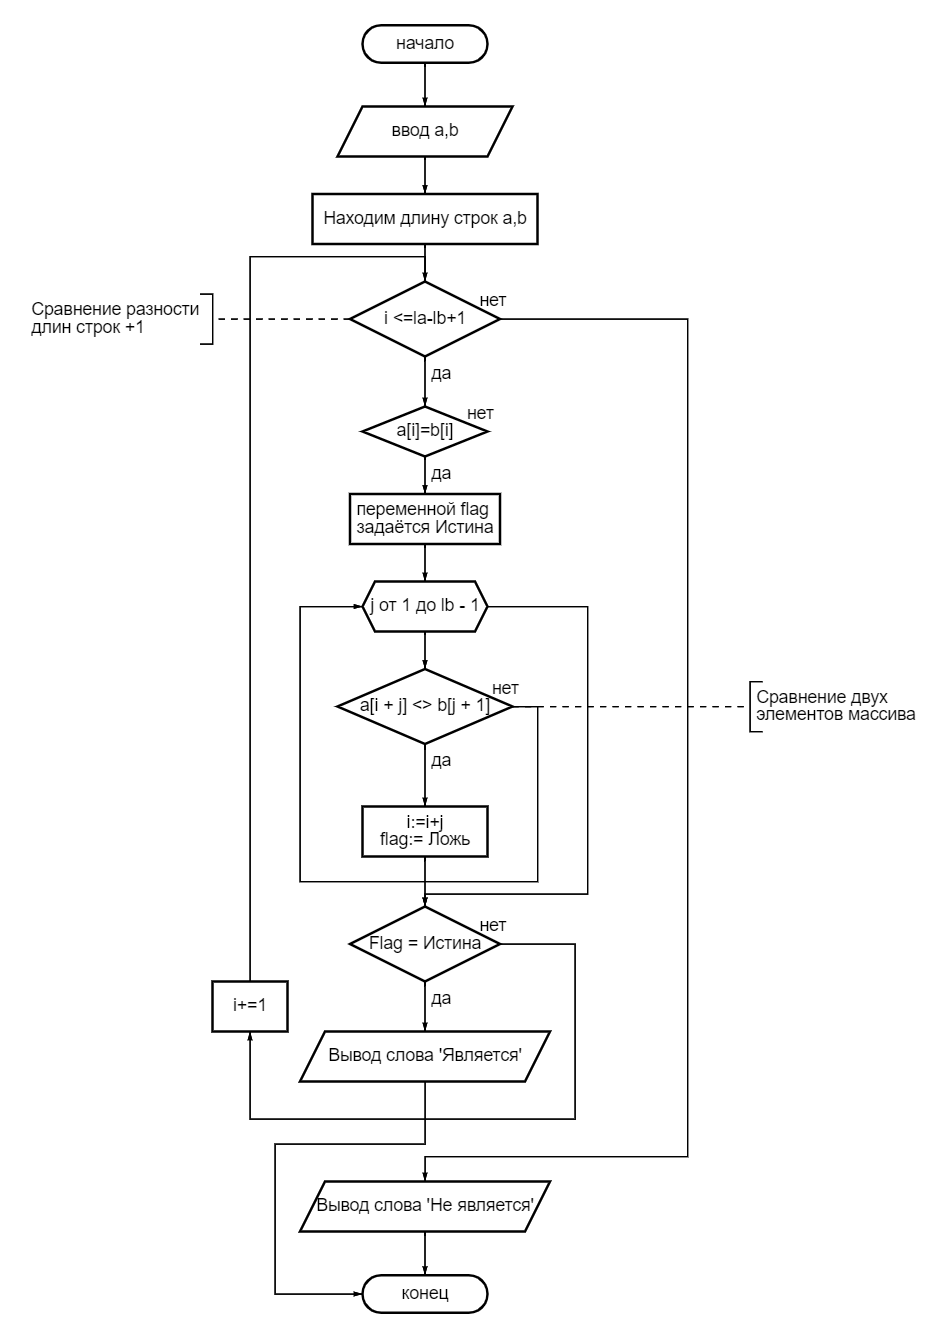 начало
ввод a,b
Находим длину строк a,b
нет
i <=la-lb+1
Сравнение разности
длин строк +1
да
нет
a[i]=b[i]
да
переменной flag
задаётся Истина
j от 1 до lb - 1
нет
a[i + j] <> b[j + 1]
Сравнение двух
элементов массива
да
i:=i+j
flag:= Ложь
нет
Flag = Истина
да
i+=1
Вывод слова 'Является'
Вывод слова 'Не является'
конец